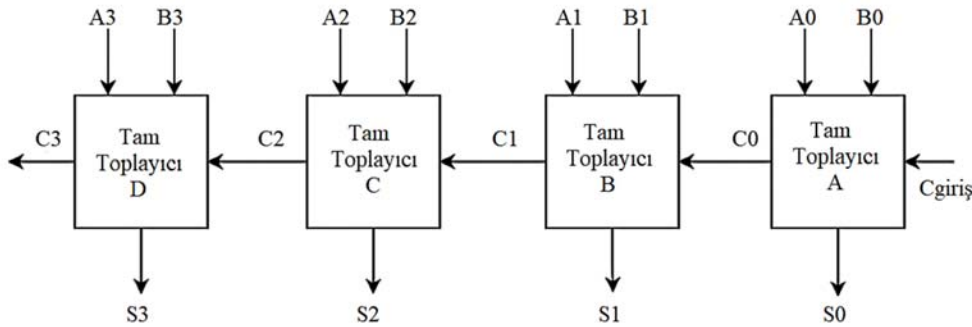 A3 B3 A2 B2 A1 B1 A0 B0
C3 Tam Toplayıcı D C2 Tam Toplayıcı C C1 Tam Toplayıcı B C0 Tam Toplayıcı A Cgiriş
S3 S2 S1 S0